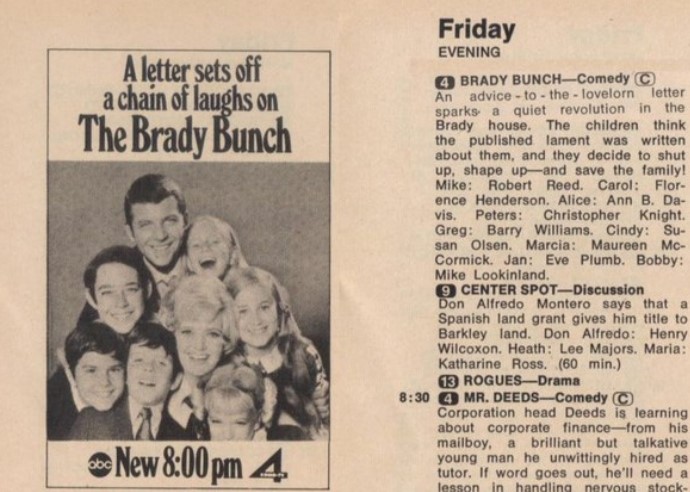 A letter sets off
a chain of laughs on
The Brady Bunch
abc New 8:00 pm 4
Friday
EVENING
4 BRADY BUNCH—Comedy (C)
An advice-to-the-lovelorn letter
sparks a quiet revolution in the
Brady house. The children think
the published lament was written
about them, and they decide to shut
up, shape up—and save the family!
Mike: Robert Reed. Carol: Flor-
ence Henderson. Alice: Ann B. Da-
vis. Peters: Christopher Knight.
Greg: Barry Williams. Cindy: Su-
san Olsen. Marcia: Maureen Mc-
Cormick. Jan: Eve Plumb. Bobby:
Mike Lookinland.
9 CENTER SPOT—Discussion
Don Alfredo Montero says that a
Spanish land grant gives him title to
Barkley land. Don Alfredo: Henry
Wilcoxon. Heath: Lee Majors. Maria:
Katharine Ross. (60 min.)
13 ROGUES—Drama
8:30 4 MR. DEEDS—Comedy (C)
Corporation head Deeds is learning
about corporate finance—from his
mailboy, a brilliant but talkative
young man he unwittingly hired as
tutor. If word goes out, he'll need a
lesson in handling nervous stock-